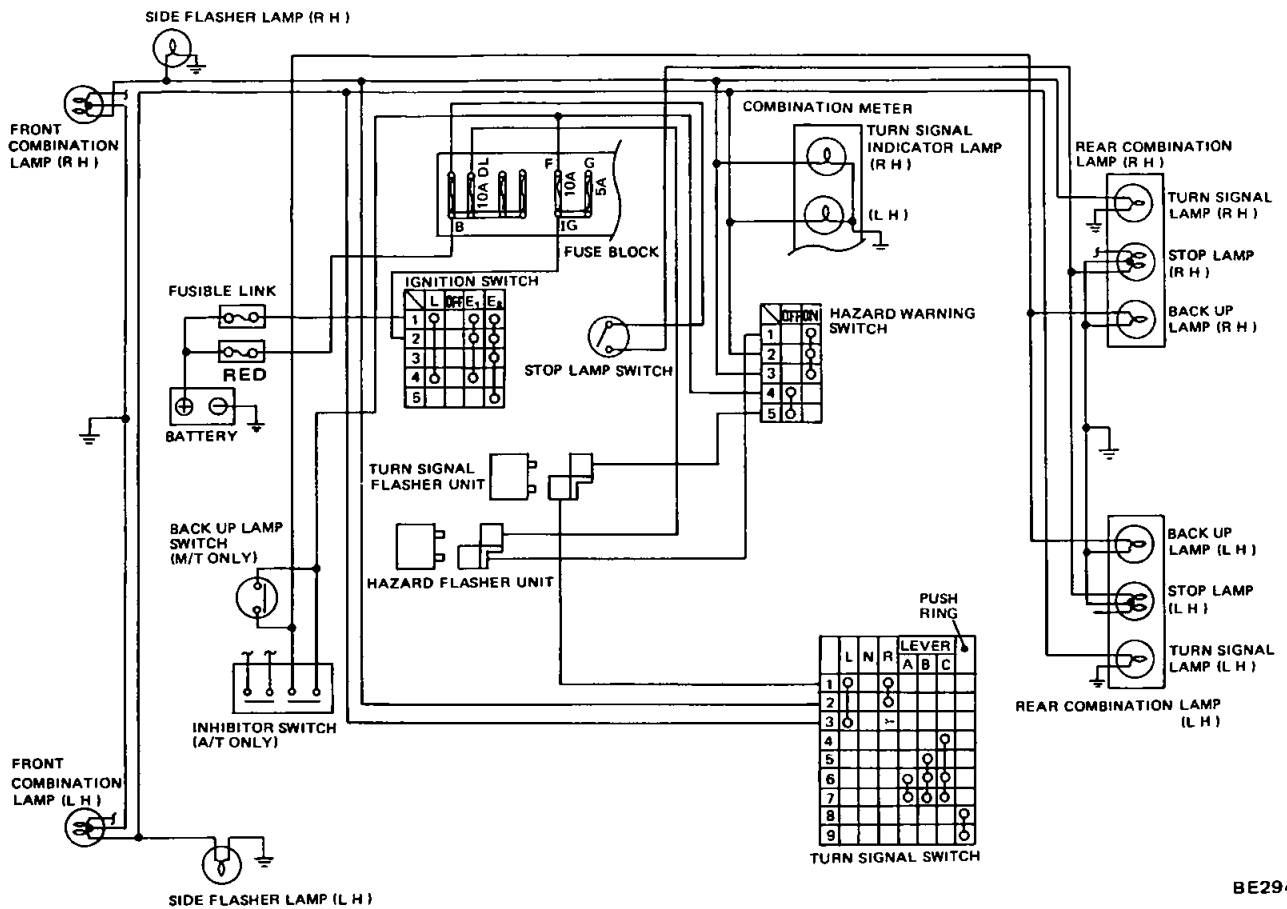 SIDE FLASHER LAMP (R H)
FRONT
COMBINATION
LAMP (R H)
COMBINATION METER
TURN SIGNAL
INDICATOR LAMP
(R H)
(L H)
REAR COMBINATION
LAMP (R H)
TURN SIGNAL
LAMP (R H)
STOP LAMP
(R H)
BACK UP
LAMP (R H)
10A DL
F
10A
G
5A
B
IG
FUSE BLOCK
FUSIBLE LINK
RED
BATTERY
IGNITION SWITCH
L OFF E1 E2
1
2
3
4
5
STOP LAMP SWITCH
HAZARD WARNING
SWITCH
OFF ON
1
2
3
4
5
TURN SIGNAL
FLASHER UNIT
HAZARD FLASHER UNIT
BACK UP LAMP
SWITCH
(M/T ONLY)
INHIBITOR SWITCH
(A/T ONLY)
PUSH
RING
L N R LEVER
A B C
1
2
3
4
5
6
7
8
9
TURN SIGNAL SWITCH
BACK UP
LAMP (L H)
STOP LAMP
(L H)
TURN SIGNAL
LAMP (L H)
REAR COMBINATION LAMP
(L H)
FRONT
COMBINATION
LAMP (L H)
SIDE FLASHER LAMP (L H)